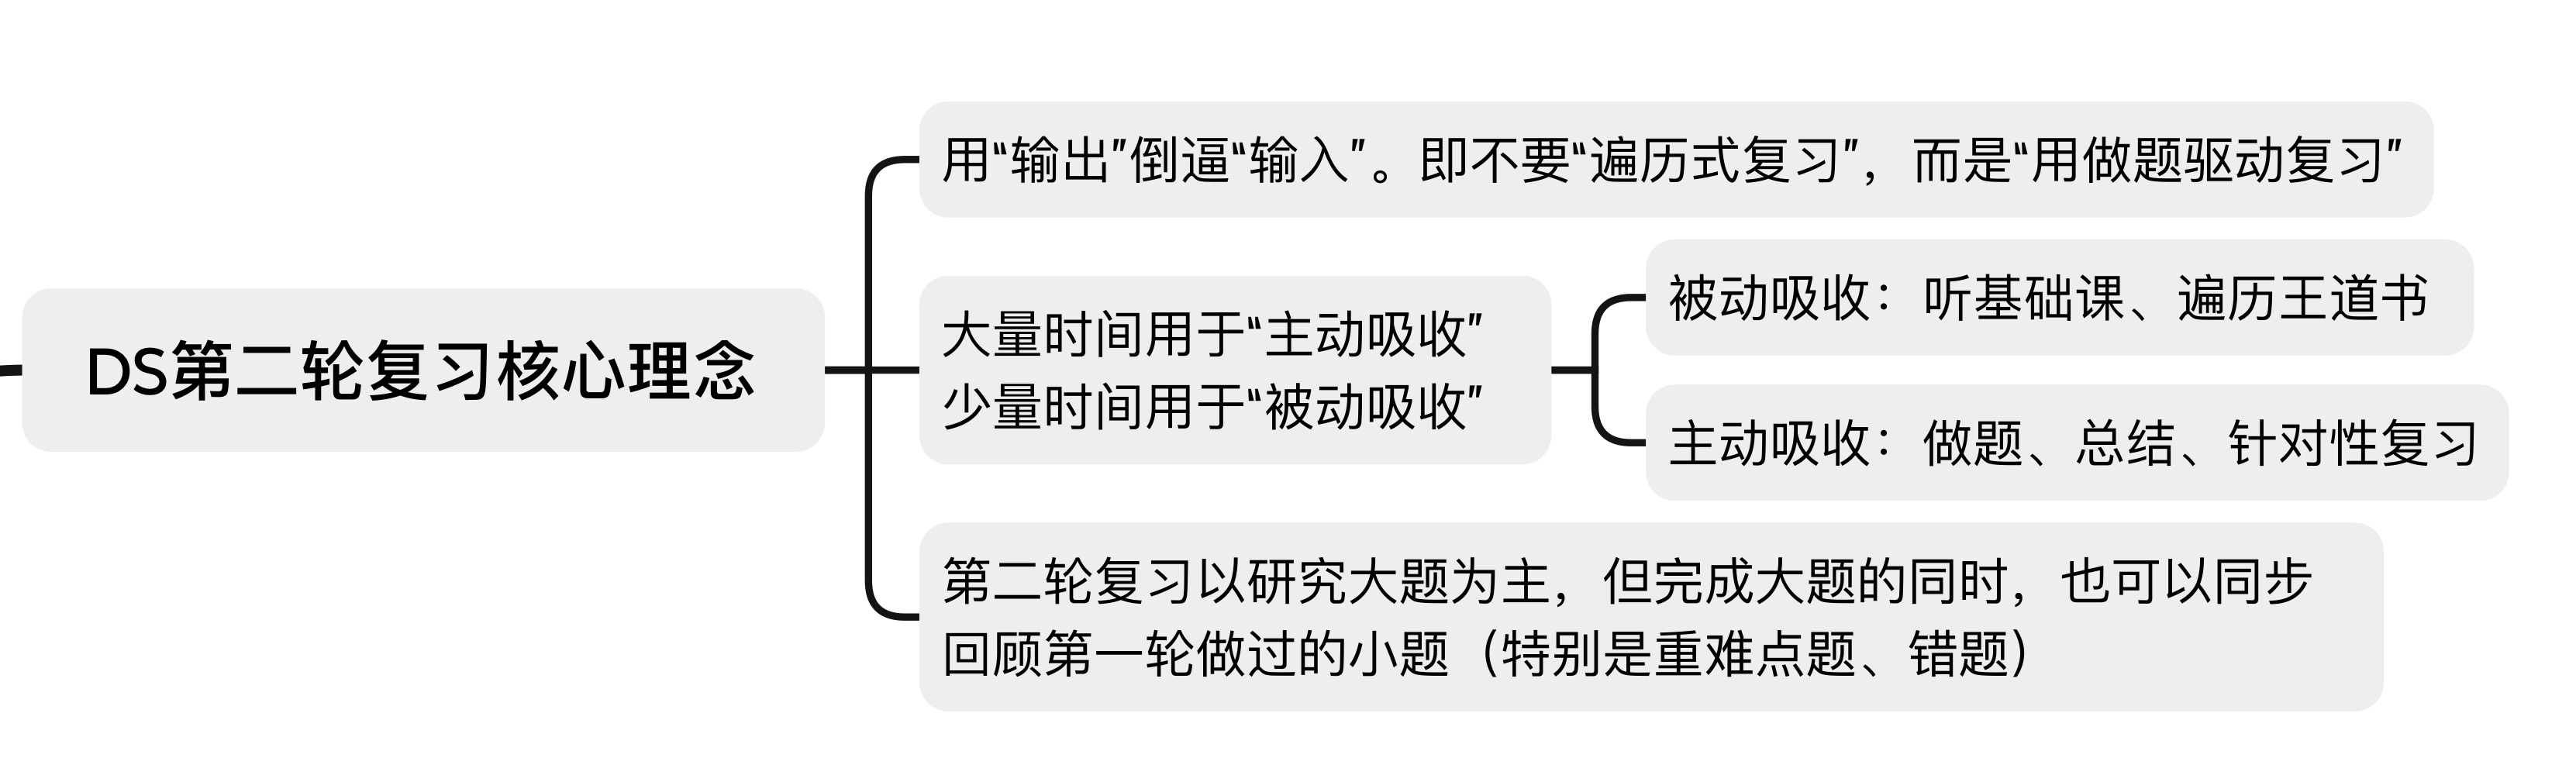 DS第二轮复习核心理念
用“输出”倒逼“输入”。即不要“遍历式复习”，而是“用做题驱动复习”
大量时间用于“主动吸收”
少量时间用于“被动吸收”
被动吸收：听基础课、遍历王道书
主动吸收：做题、总结、针对性复习
第二轮复习以研究大题为主，但完成大题的同时，也可以同步
回顾第一轮做过的小题（特别是重难点题、错题）